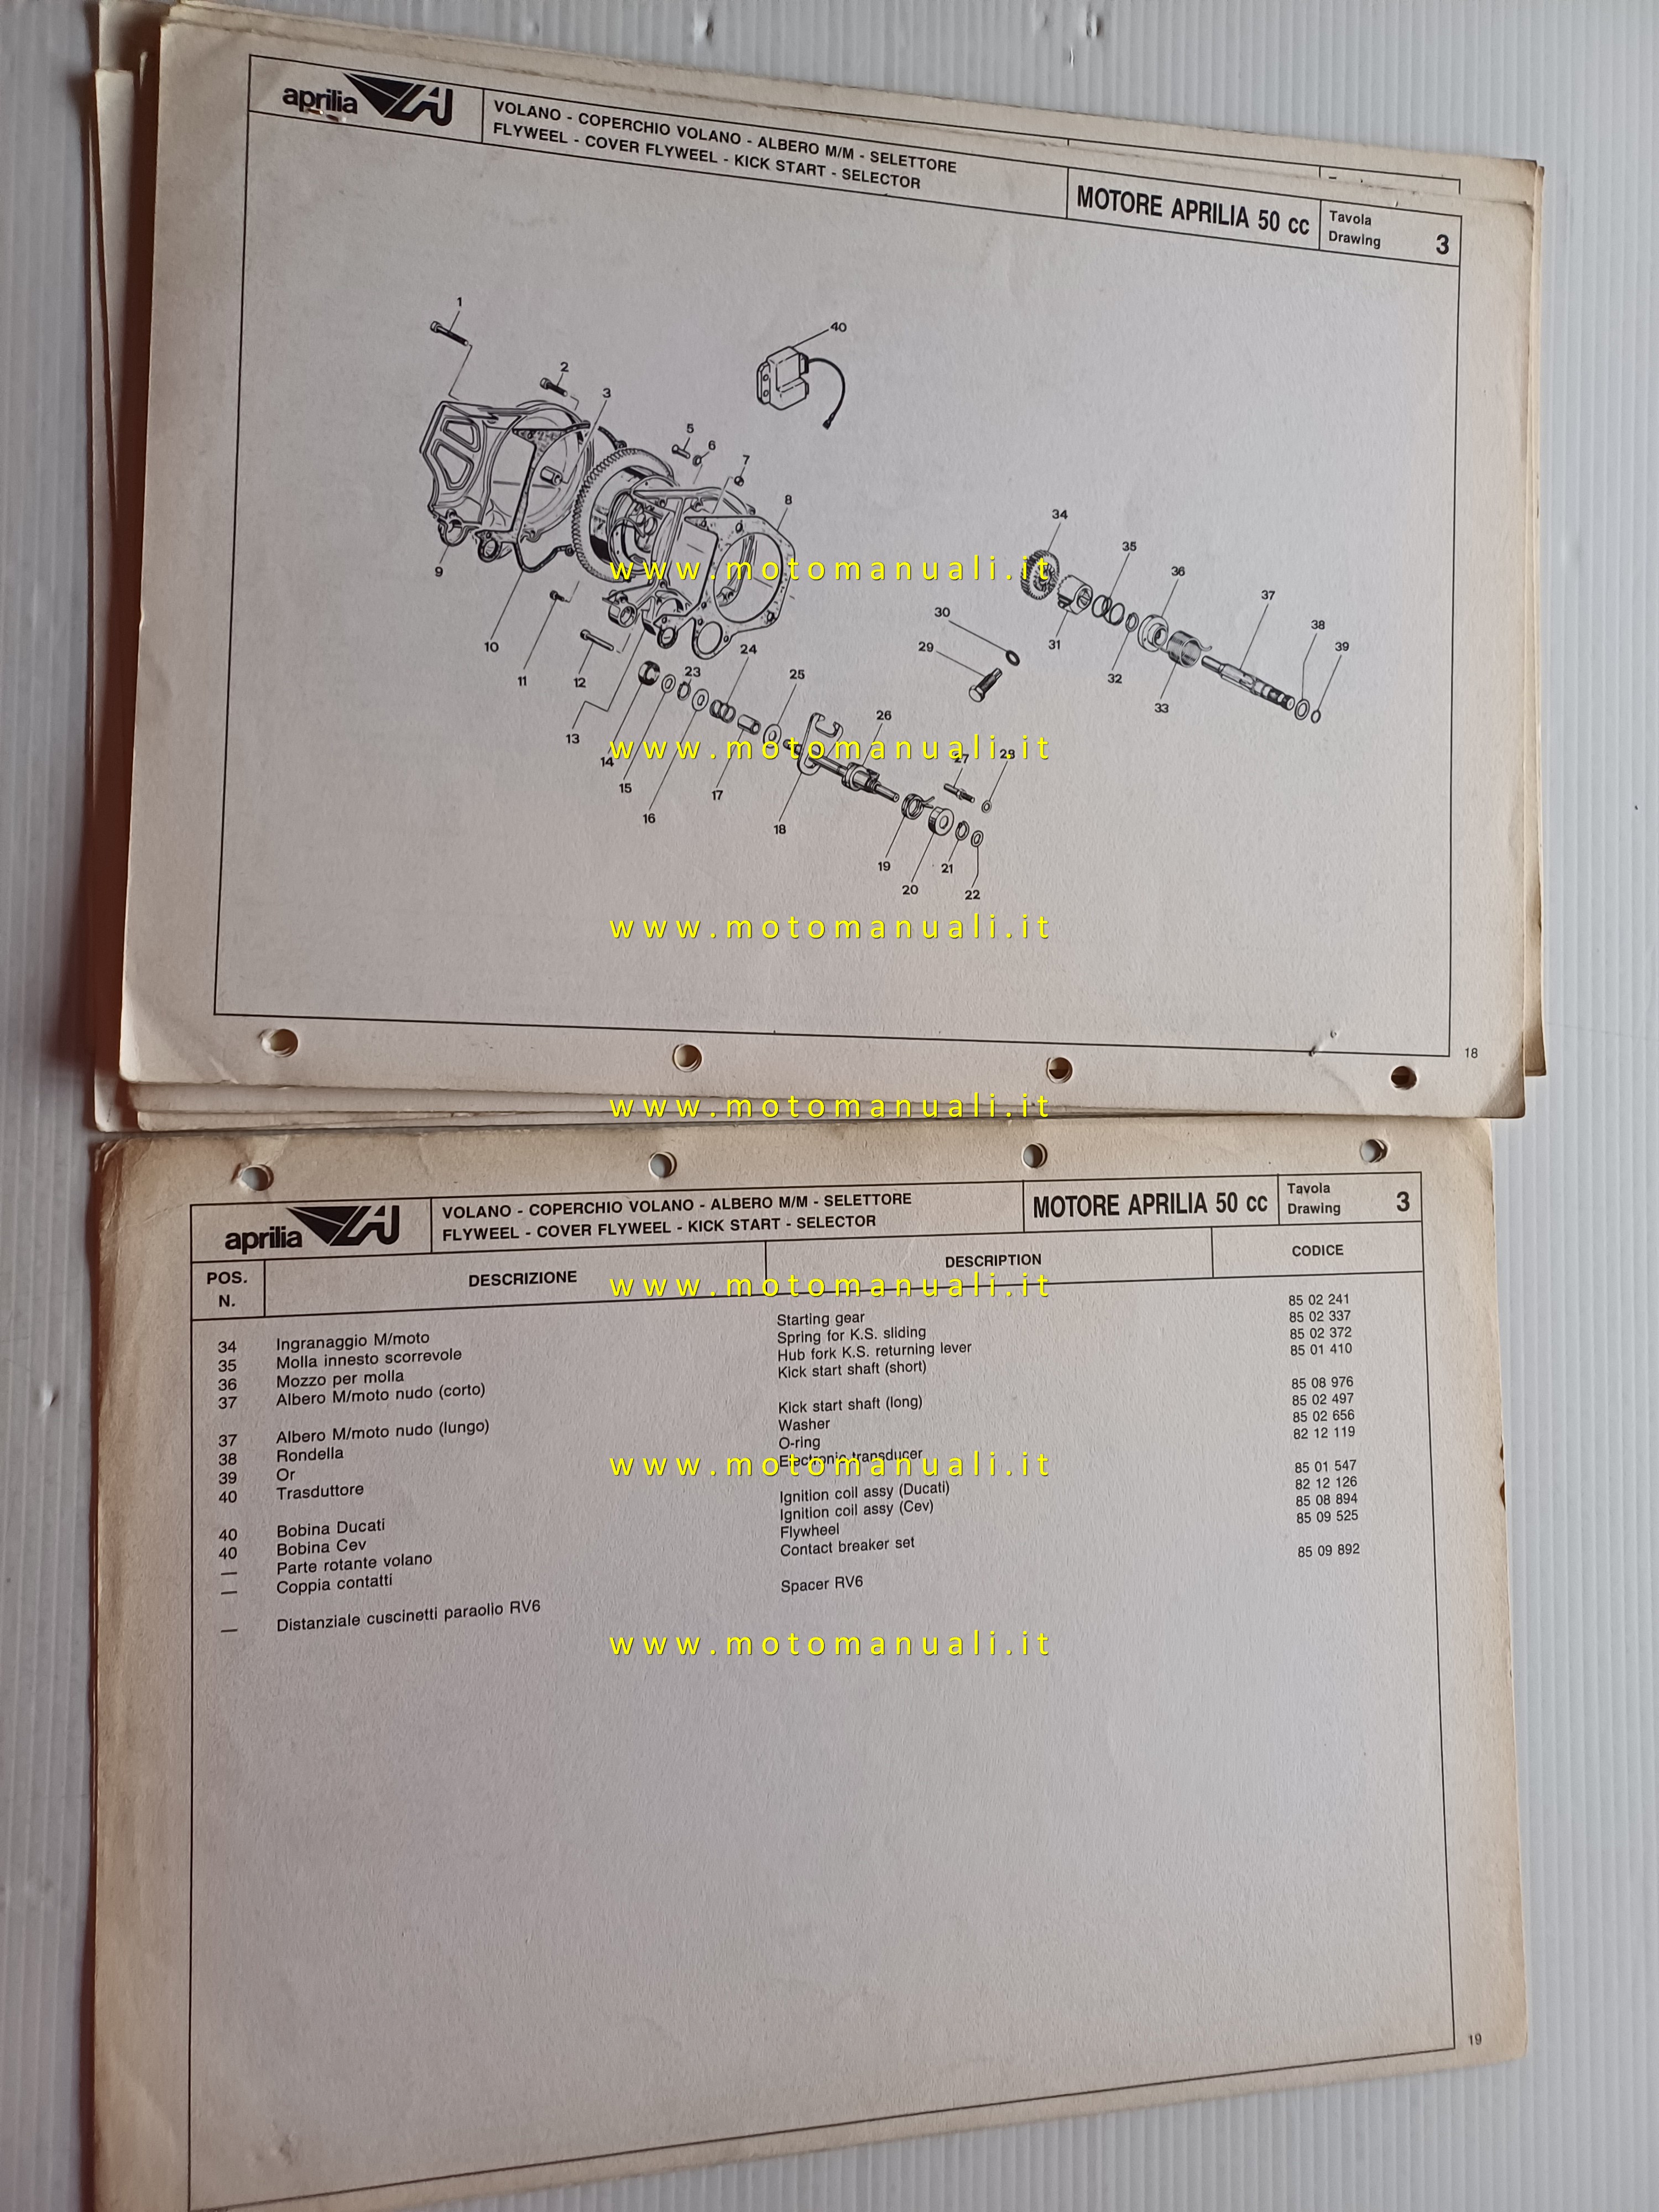 aprilia
VOLANO - COPERCHIO VOLANO - ALBERO M/M - SELETTORE
FLYWEEL - COVER FLYWEEL - KICK START - SELECTOR
MOTORE APRILIA 50 cc
Tavola
Drawing
3
1
2
3
40
5
6
7
8
9
10
11
12
13
14
15
16
17
18
19
20
21
22
23
24
25
26
27
28
29
30
31
32
33
34
35
36
37
38
39
www.motomanuali.it
www.motomanuali.it
www.motomanuali.it
18
www.motomanuali.it
aprilia
VOLANO - COPERCHIO VOLANO - ALBERO M/M - SELETTORE
FLYWEEL - COVER FLYWEEL - KICK START - SELECTOR
MOTORE APRILIA 50 cc
Tavola
Drawing
3
POS. N. DESCRIZIONE DESCRIPTION CODICE
www.motomanuali.it
34 Ingranaggio M/moto Starting gear 85 02 241
35 Molla innesto scorrevole Spring for K.S. sliding 85 02 337
36 Mozzo per molla Hub fork K.S. returning lever 85 02 372
37 Albero M/moto nudo (corto) Kick start shaft (short) 85 01 410
37 Albero M/moto nudo (lungo) Kick start shaft (long) 85 08 976
38 Rondella Washer 85 02 497
39 Or O-ring 85 02 656
40 Trasduttore Electronic transducer 82 12 119
www.motomanuali.it
40 Bobina Ducati Ignition coll assy (Ducati) 85 01 547
40 Bobina Cev Ignition coll assy (Cev) 82 12 126
— Parte rotante volano Flywheel 85 08 894
— Coppia contatti Contact breaker set 85 09 525
— Distanziale cuscinetti paraolio RV6 Spacer RV6 85 09 892
www.motomanuali.it
19